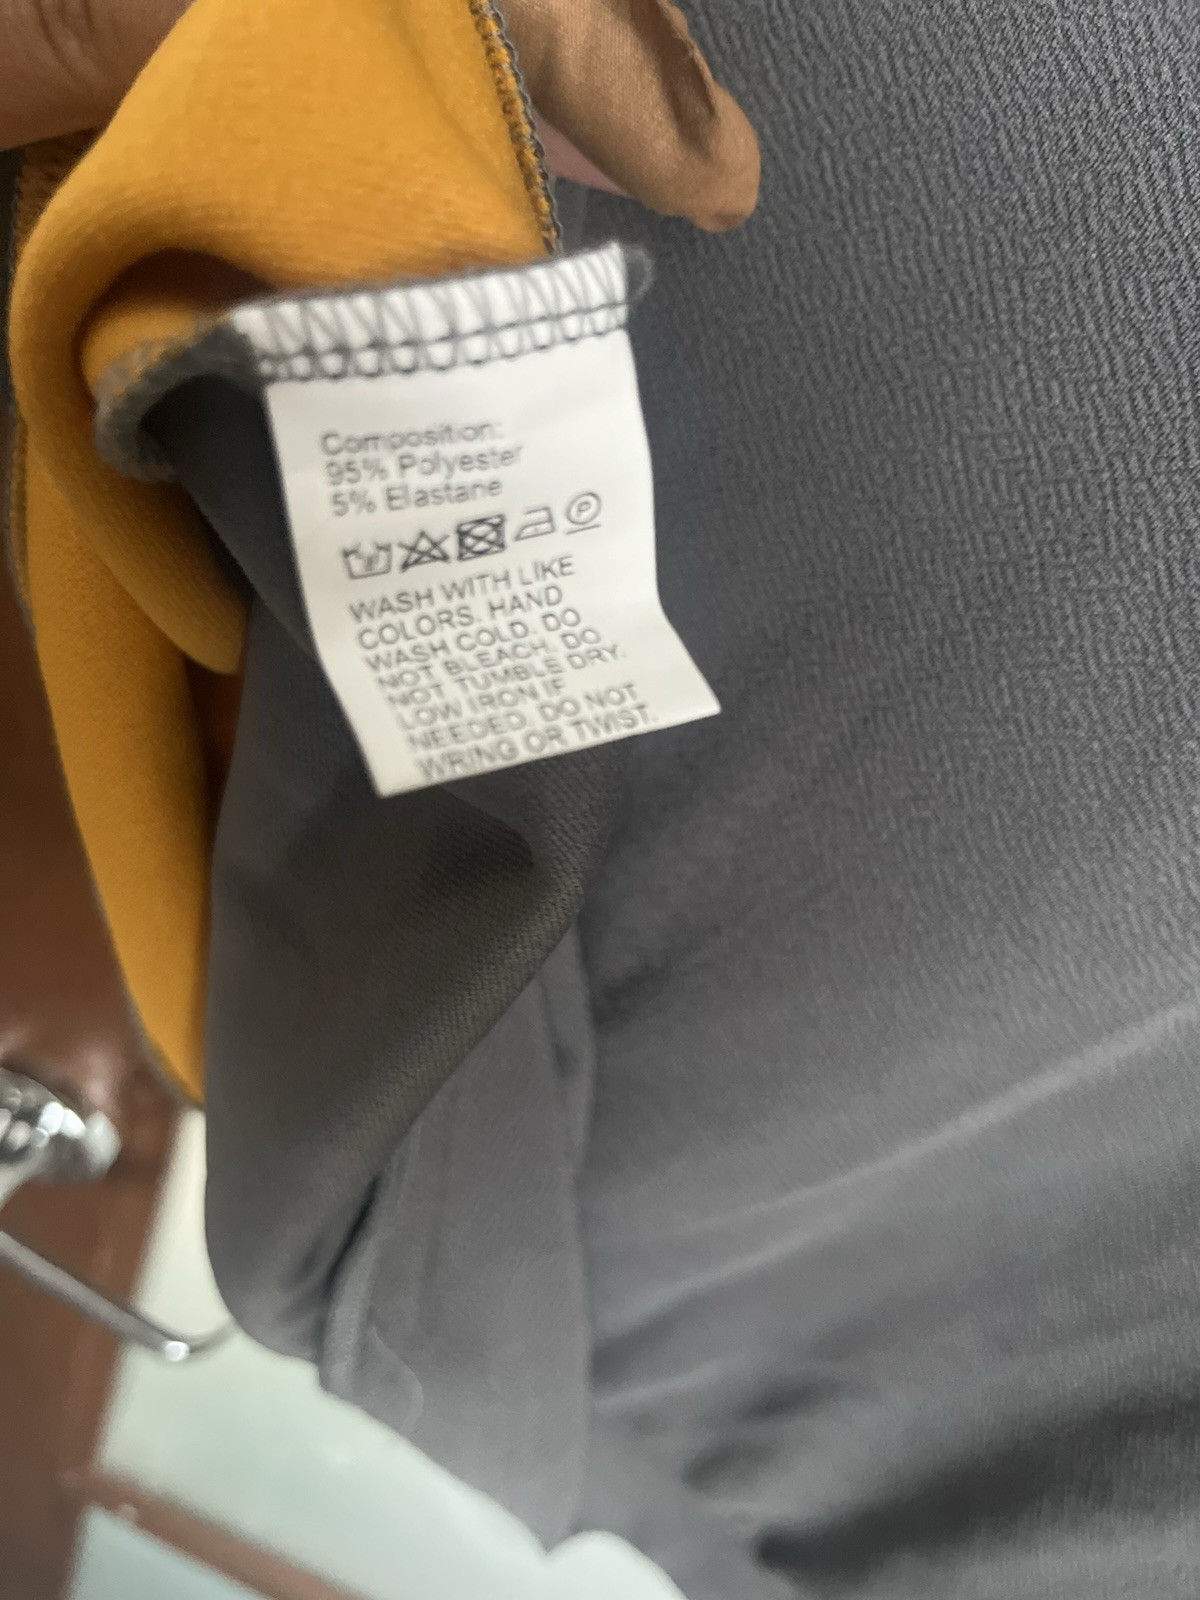 Composition:
95% Polyester
5% Elastane
P
WASH WITH LIKE
COLORS. HAND
WASH COLD. DO
NOT BLEACH. DO
NOT TUMBLE DRY.
LOW IRON IF
NEEDED. DO NOT
WRING OR TWIST.